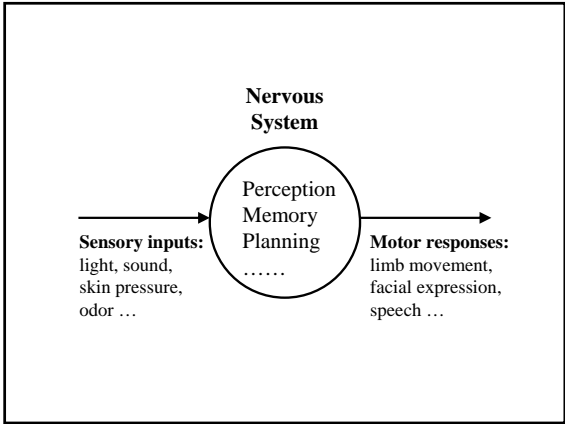 Nervous
System
Perception
Memory
Planning
……
Sensory inputs:
light, sound,
skin pressure,
odor …
Motor responses:
limb movement,
facial expression,
speech …